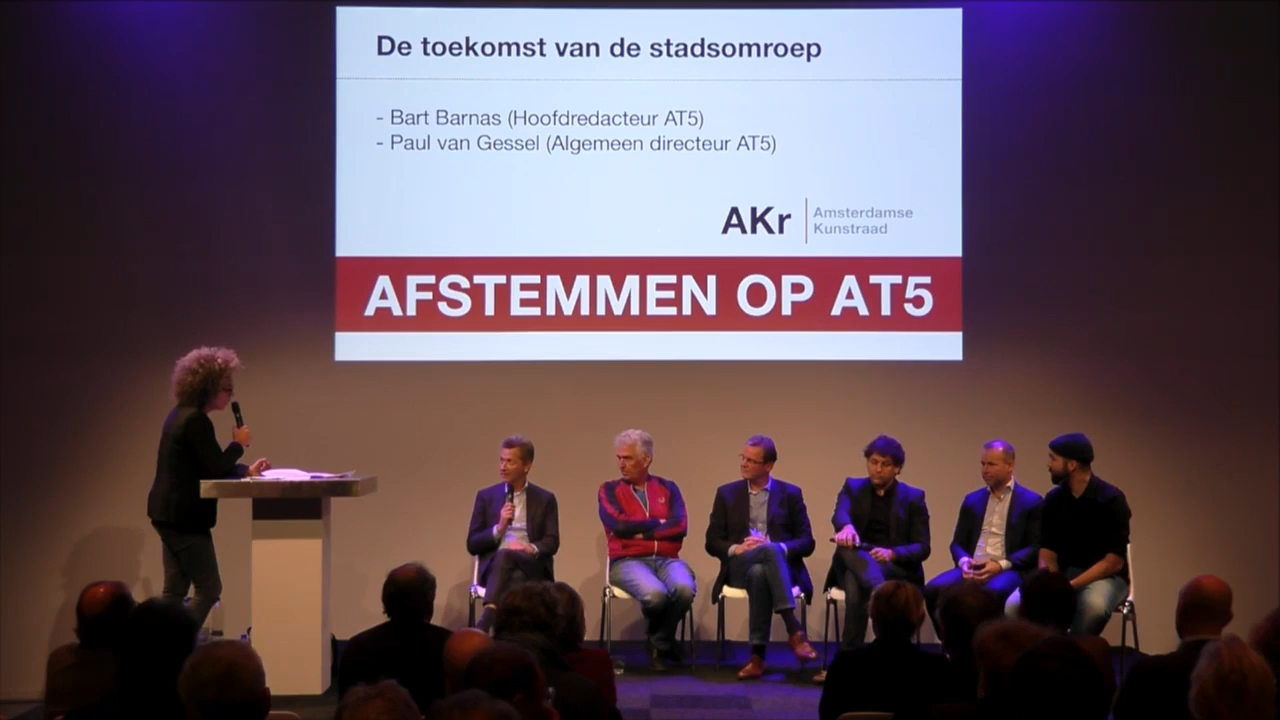 De toekomst van de stadsomroep
- Bart Barnas (Hoofdredacteur AT5)
- Paul van Gessel (Algemeen directeur AT5)
AKr
Amsterdamse
Kunstraad
AFSTEMMEN OP AT5